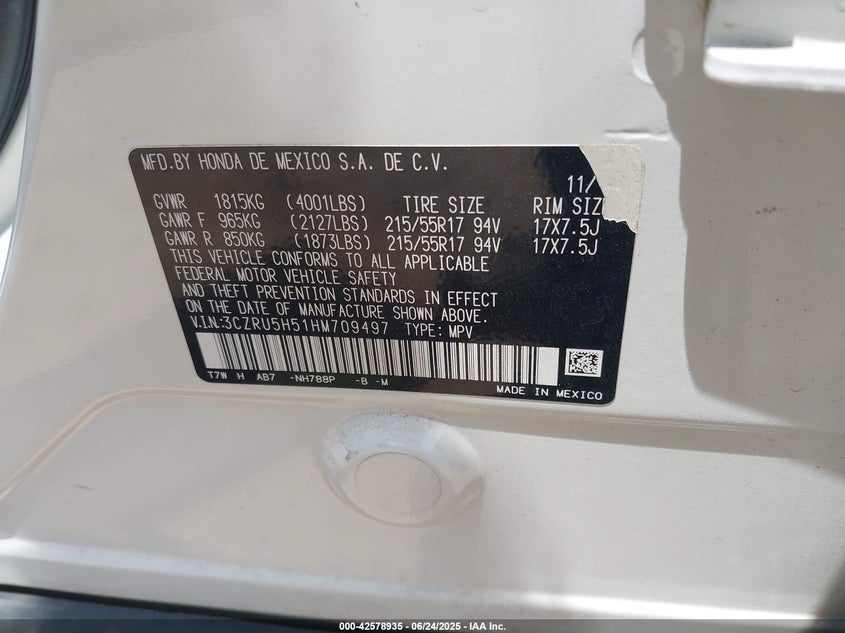 MFD.BY HONDA DE MEXICO S.A. DE C.V.
11/
GVWR 1815KG (4001LBS) TIRE SIZE RIM SIZ
GAWR F 965KG (2127LBS) 215/55R17 94V 17X7.5J
GAWR R 850KG (1873LBS) 215/55R17 94V 17X7.5J
THIS VEHICLE CONFORMS TO ALL APPLICABLE
FEDERAL MOTOR VEHICLE SAFETY
AND THEFT PREVENTION STANDARDS IN EFFECT
ON THE DATE OF MANUFACTURE SHOWN ABOVE.
VIN:3CZRU5H51HM709497 TYPE: MPV
T7W H AB7 -NH788P -B -M
MADE IN MEXICO
000-42578935 - 06/24/2025 - IAA Inc.